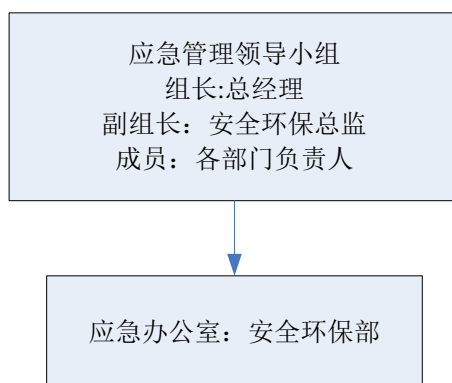 应急管理领导小组
组长:总经理
副组长：安全环保总监
成员：各部门负责人
应急办公室：安全环保部